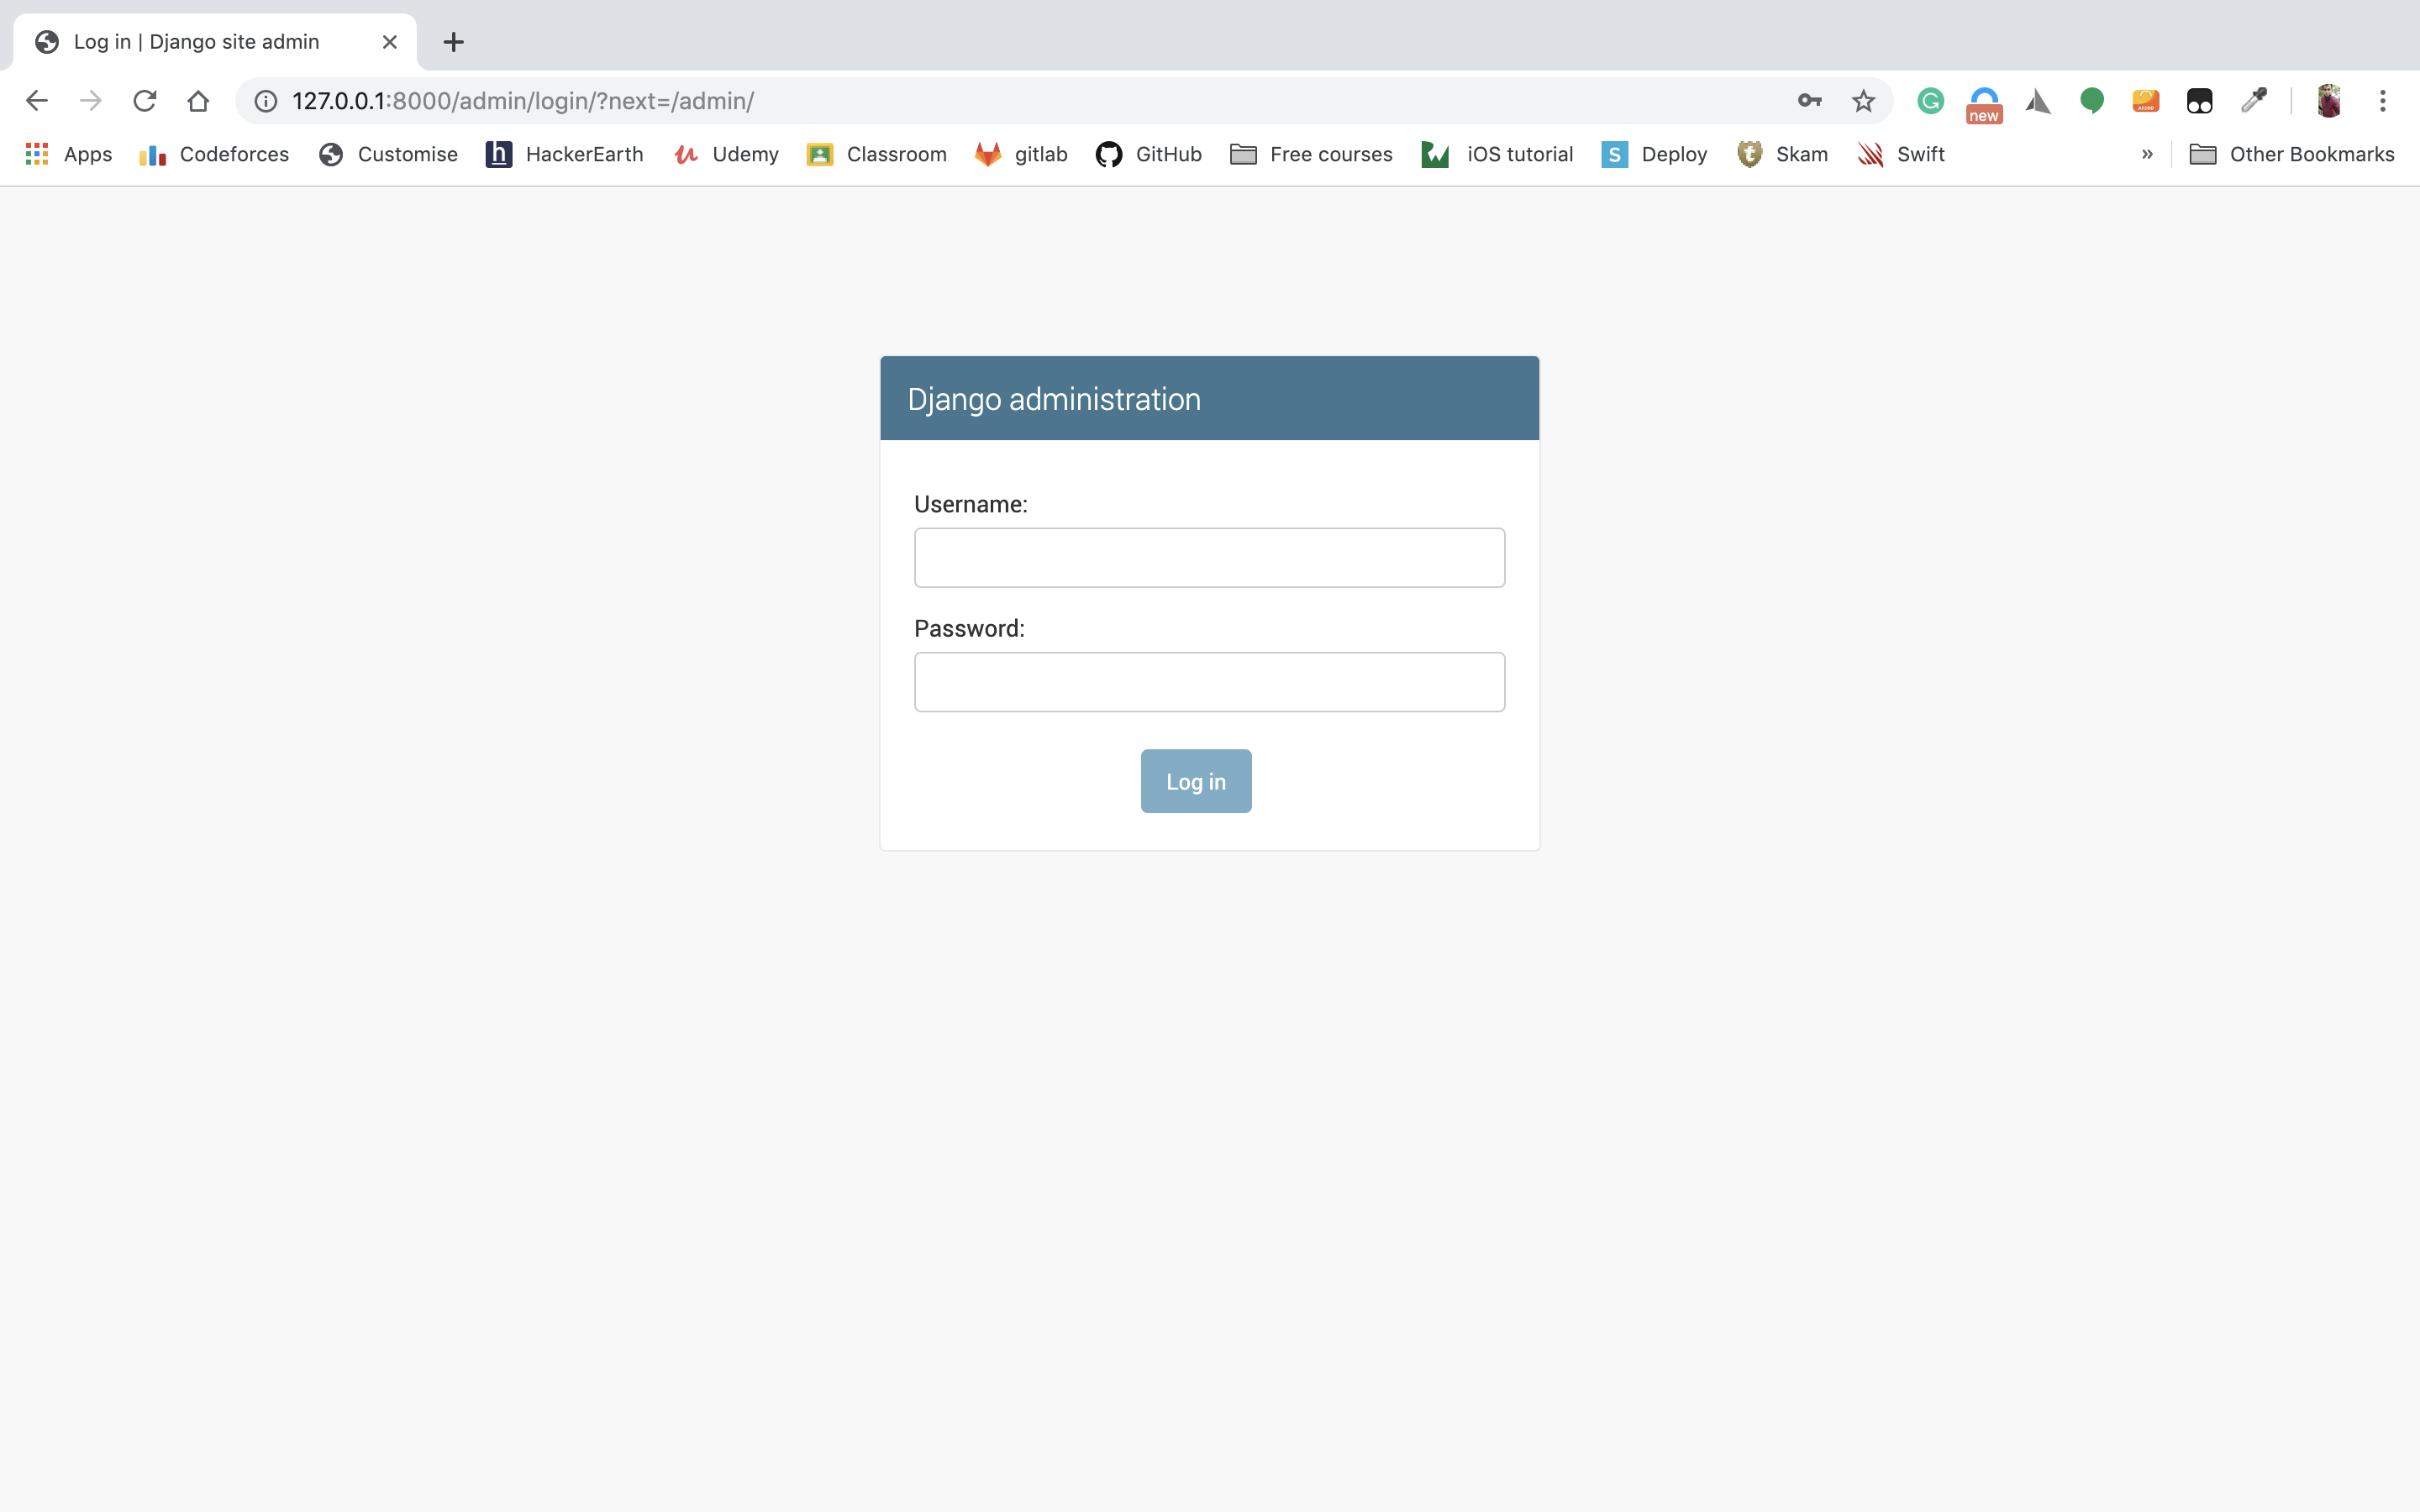 Log in | Django site admin
127.0.0.1:8000/admin/login/?next=/admin/
new
Apps Codeforces Customise HackerEarth Udemy Classroom gitlab GitHub Free courses iOS tutorial Deploy Skam Swift » Other Bookmarks
Django administration
Username:
Password:
Log in